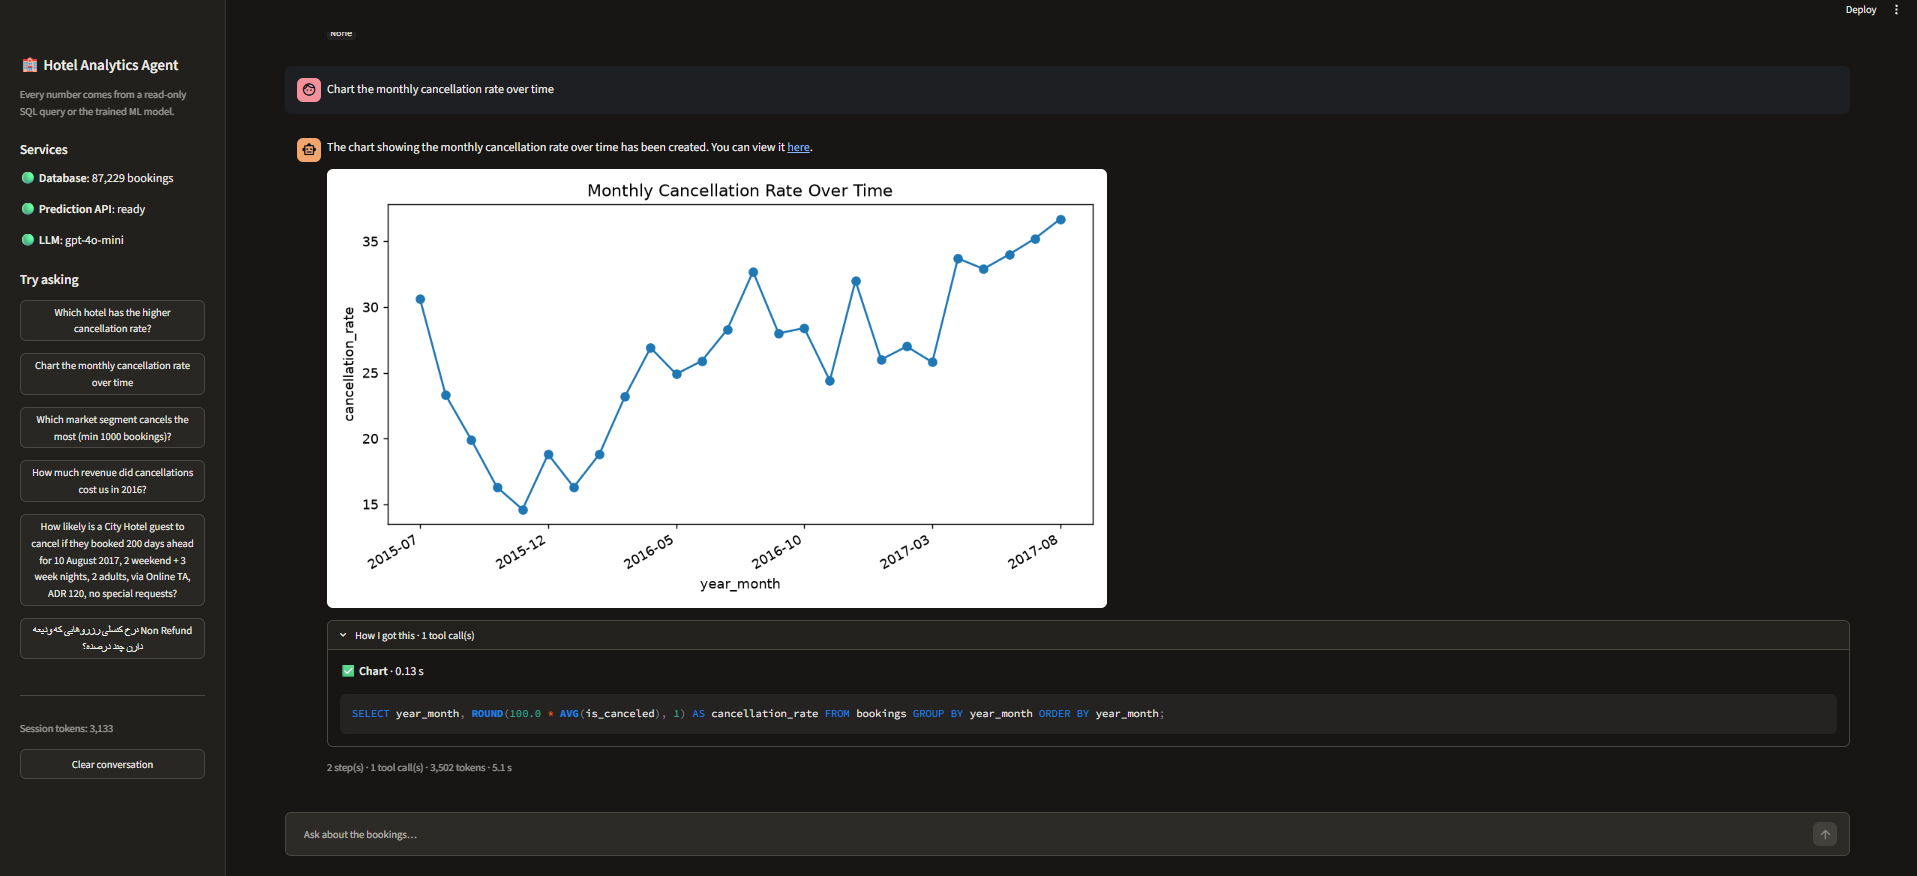 Deploy
Hotel Analytics Agent
Every number comes from a read-only
SQL query or the trained ML model.
Services
Database: 87,229 bookings
Prediction API: ready
LLM: gpt-4o-mini
Try asking
Which hotel has the higher
cancellation rate?
Chart the monthly cancellation rate
over time
Which market segment cancels the
most (min 1000 bookings)?
How much revenue did cancellations
cost us in 2016?
How likely is a City Hotel guest to
cancel if they booked 200 days ahead
for 10 August 2017, 2 weekend + 3
week nights, 2 adults, via Online TA,
ADR 120, no special requests?
نرخ کنسلی رزروهایی که ودیعه Non Refund
دارن چند درصده؟
Session tokens: 3,133
Clear conversation
None
Chart the monthly cancellation rate over time
The chart showing the monthly cancellation rate over time has been created. You can view it here.
Monthly Cancellation Rate Over Time
35
30
25
20
15
cancellation_rate
2015-07
2015-12
2016-05
2016-10
2017-03
2017-08
year_month
How I got this · 1 tool call(s)
Chart · 0.13 s
SELECT year_month, ROUND(100.0 * AVG(is_canceled), 1) AS cancellation_rate FROM bookings GROUP BY year_month ORDER BY year_month;
2 step(s) · 1 tool call(s) · 3,502 tokens · 5.1 s
Ask about the bookings...